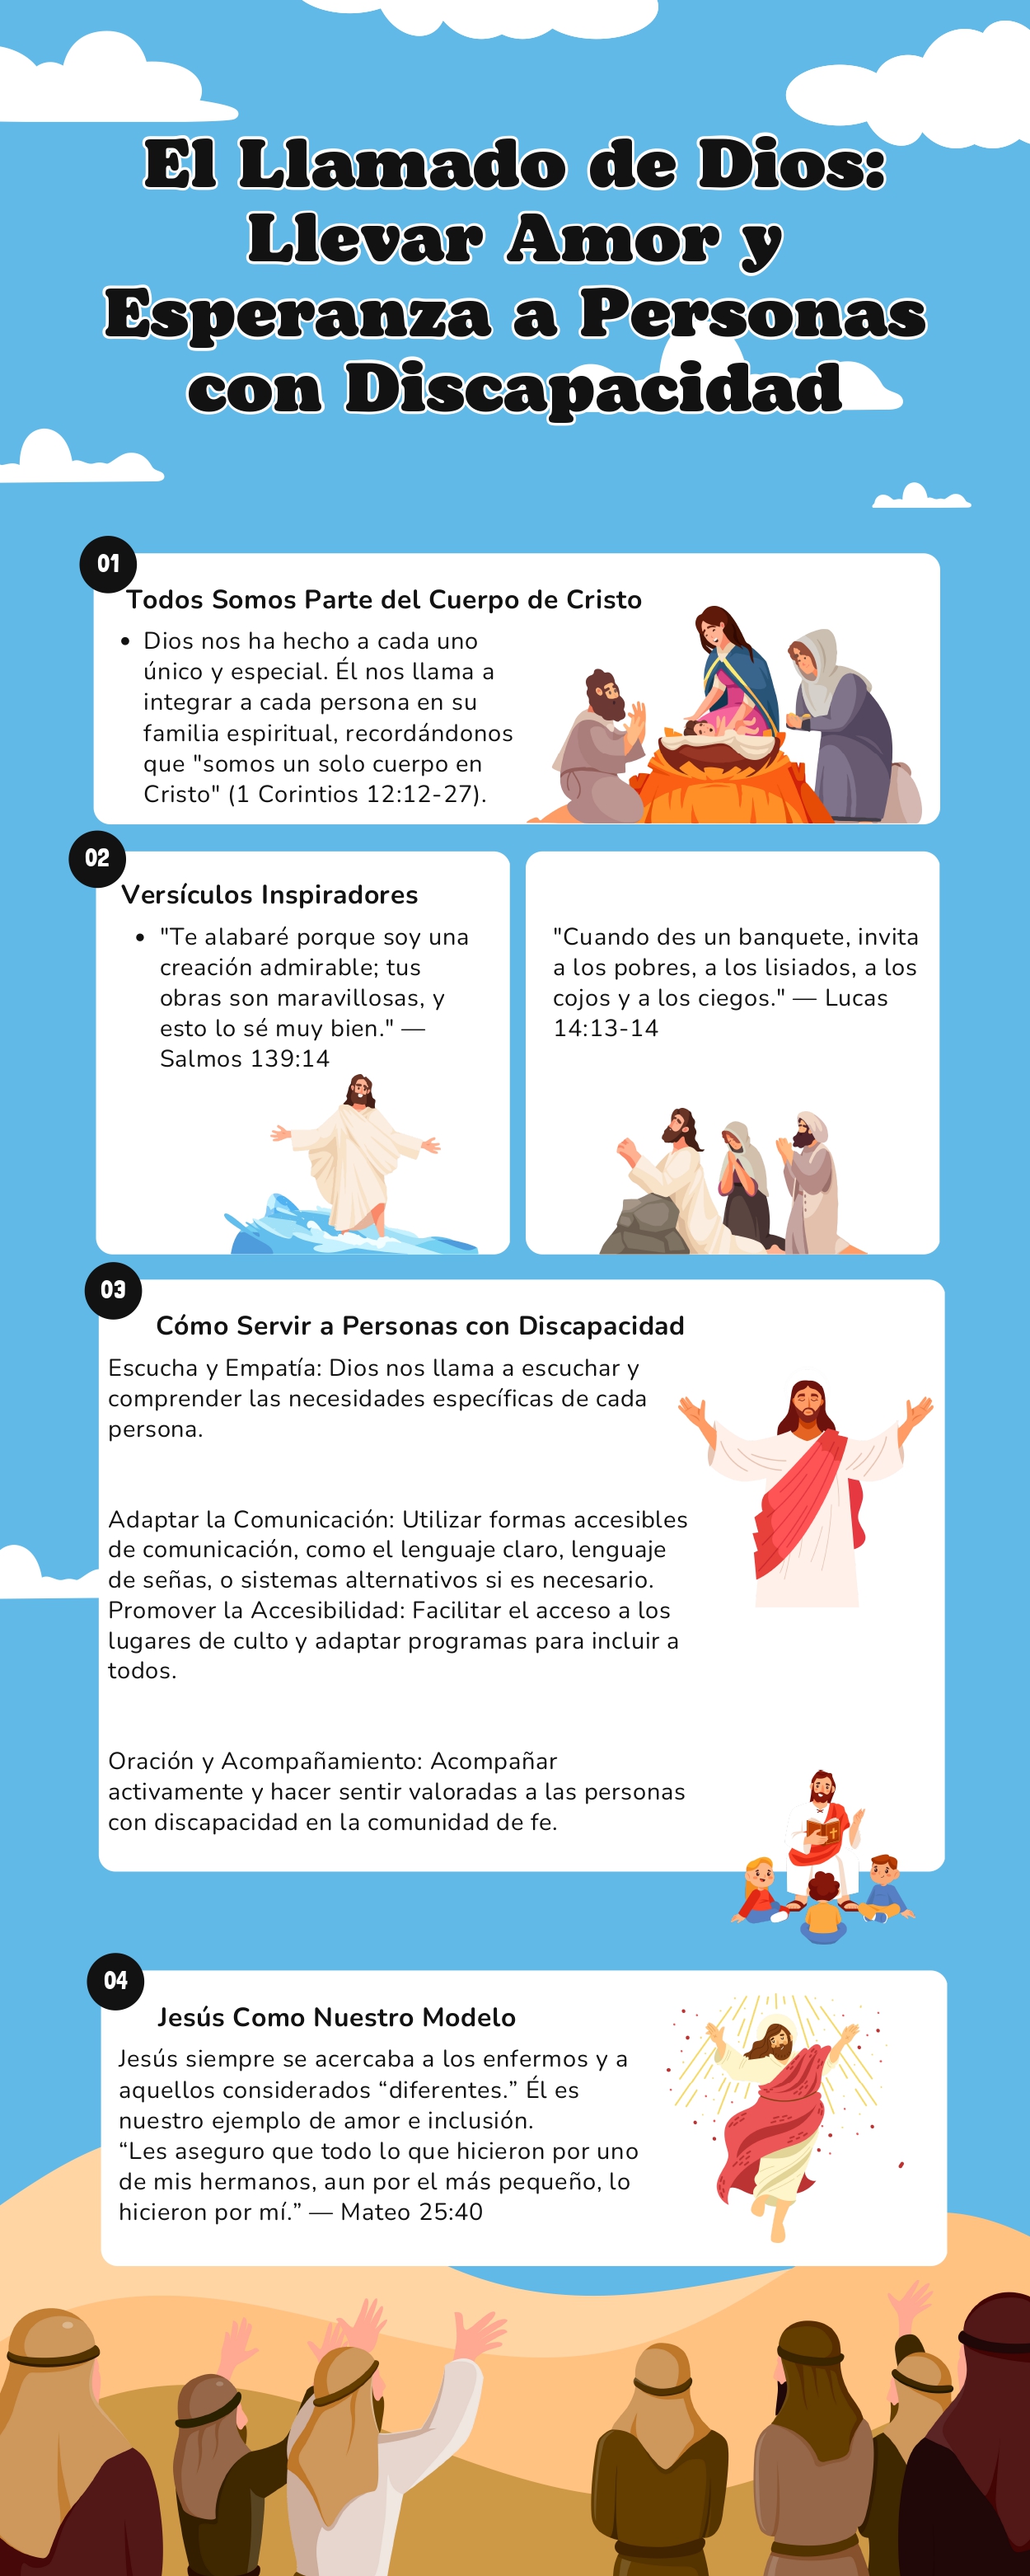 El Llamado de Dios:
Llevar Amor y
Esperanza a Personas
con Discapacidad
01
Todos Somos Parte del Cuerpo de Cristo
• Dios nos ha hecho a cada uno
único y especial. Él nos llama a
integrar a cada persona en su
familia espiritual, recordándonos
que "somos un solo cuerpo en
Cristo" (1 Corintios 12:12-27).
02
Versículos Inspiradores
• "Te alabaré porque soy una
creación admirable; tus
obras son maravillosas, y
esto lo sé muy bien." —
Salmos 139:14
"Cuando des un banquete, invita
a los pobres, a los lisiados, a los
cojos y a los ciegos." — Lucas
14:13-14
03
Cómo Servir a Personas con Discapacidad
Escucha y Empatía: Dios nos llama a escuchar y
comprender las necesidades específicas de cada
persona.
Adaptar la Comunicación: Utilizar formas accesibles
de comunicación, como el lenguaje claro, lenguaje
de señas, o sistemas alternativos si es necesario.
Promover la Accesibilidad: Facilitar el acceso a los
lugares de culto y adaptar programas para incluir a
todos.
Oración y Acompañamiento: Acompañar
activamente y hacer sentir valoradas a las personas
con discapacidad en la comunidad de fe.
04
Jesús Como Nuestro Modelo
Jesús siempre se acercaba a los enfermos y a
aquellos considerados “diferentes.” Él es
nuestro ejemplo de amor e inclusión.
“Les aseguro que todo lo que hicieron por uno
de mis hermanos, aun por el más pequeño, lo
hicieron por mí.” — Mateo 25:40